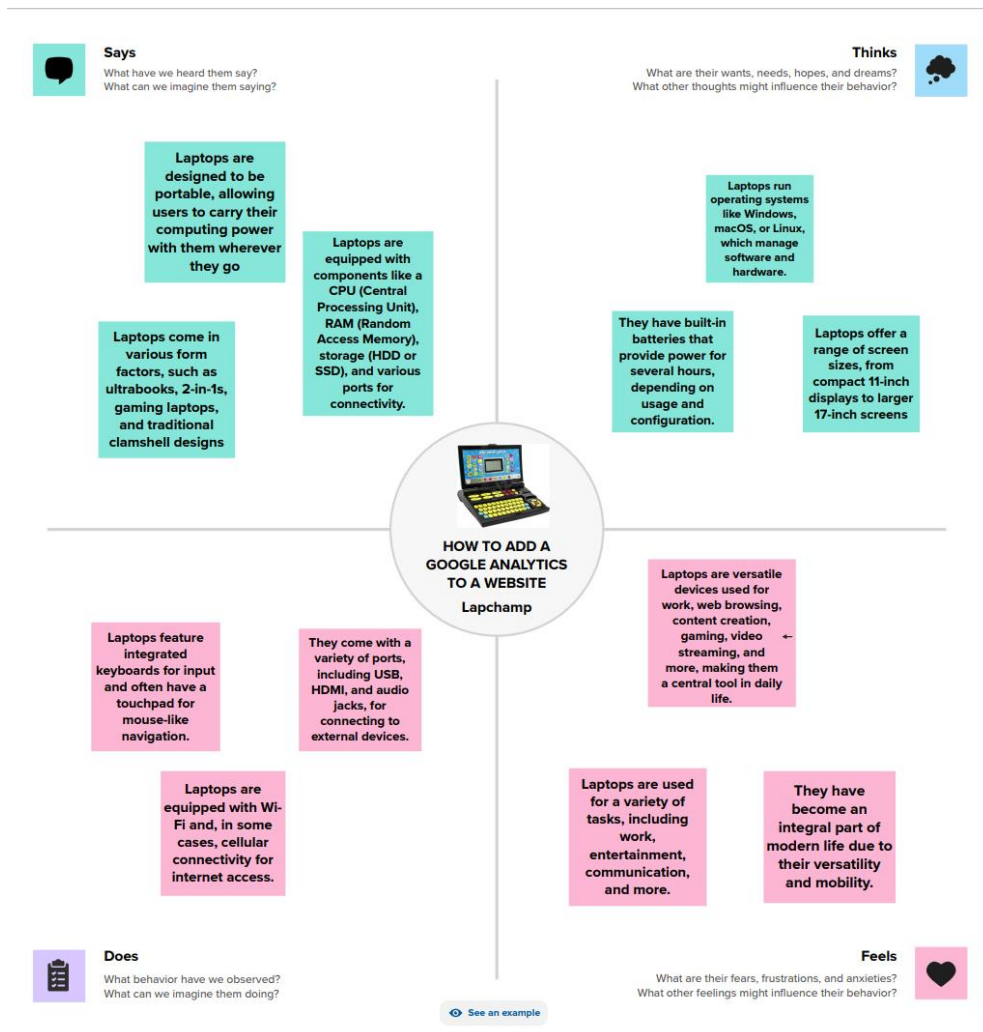 Says
What have we heard them say?
What can we imagine them saying?
Thinks
What are their wants, needs, hopes, and dreams?
What other thoughts might influence their behavior?
Laptops are
designed to be
portable, allowing
users to carry their
computing power
with them wherever
they go
Laptops are
equipped with
components like a
CPU (Central
Processing Unit),
RAM (Random
Access Memory),
storage (HDD or
SSD), and various
ports for
connectivity.
Laptops come in
various form
factors, such as
ultrabooks, 2-in-1s,
gaming laptops,
and traditional
clamshell designs
Laptops run
operating systems
like Windows,
macOS, or Linux,
which manage
software and
hardware.
They have built-in
batteries that
provide power for
several hours,
depending on
usage and
configuration.
Laptops offer a
range of screen
sizes, from
compact 11-inch
displays to larger
17-inch screens
HOW TO ADD A
GOOGLE ANALYTICS
TO A WEBSITE
Lapchamp
Laptops feature
integrated
keyboards for input
and often have a
touchpad for
mouse-like
navigation.
They come with a
variety of ports,
including USB,
HDMI, and audio
jacks, for
connecting to
external devices.
Laptops are
equipped with Wi-
Fi and, in some
cases, cellular
connectivity for
internet access.
Laptops are versatile
devices used for
work, web browsing,
content creation,
gaming, video
streaming, and
more, making them
a central tool in daily
life.
Laptops are used
for a variety of
tasks, including
work,
entertainment,
communication,
and more.
They have
become an
integral part of
modern life due to
their versatility
and mobility.
Does
What behavior have we observed?
What can we imagine them doing?
Feels
What are their fears, frustrations, and anxieties?
What other feelings might influence their behavior?
See an example